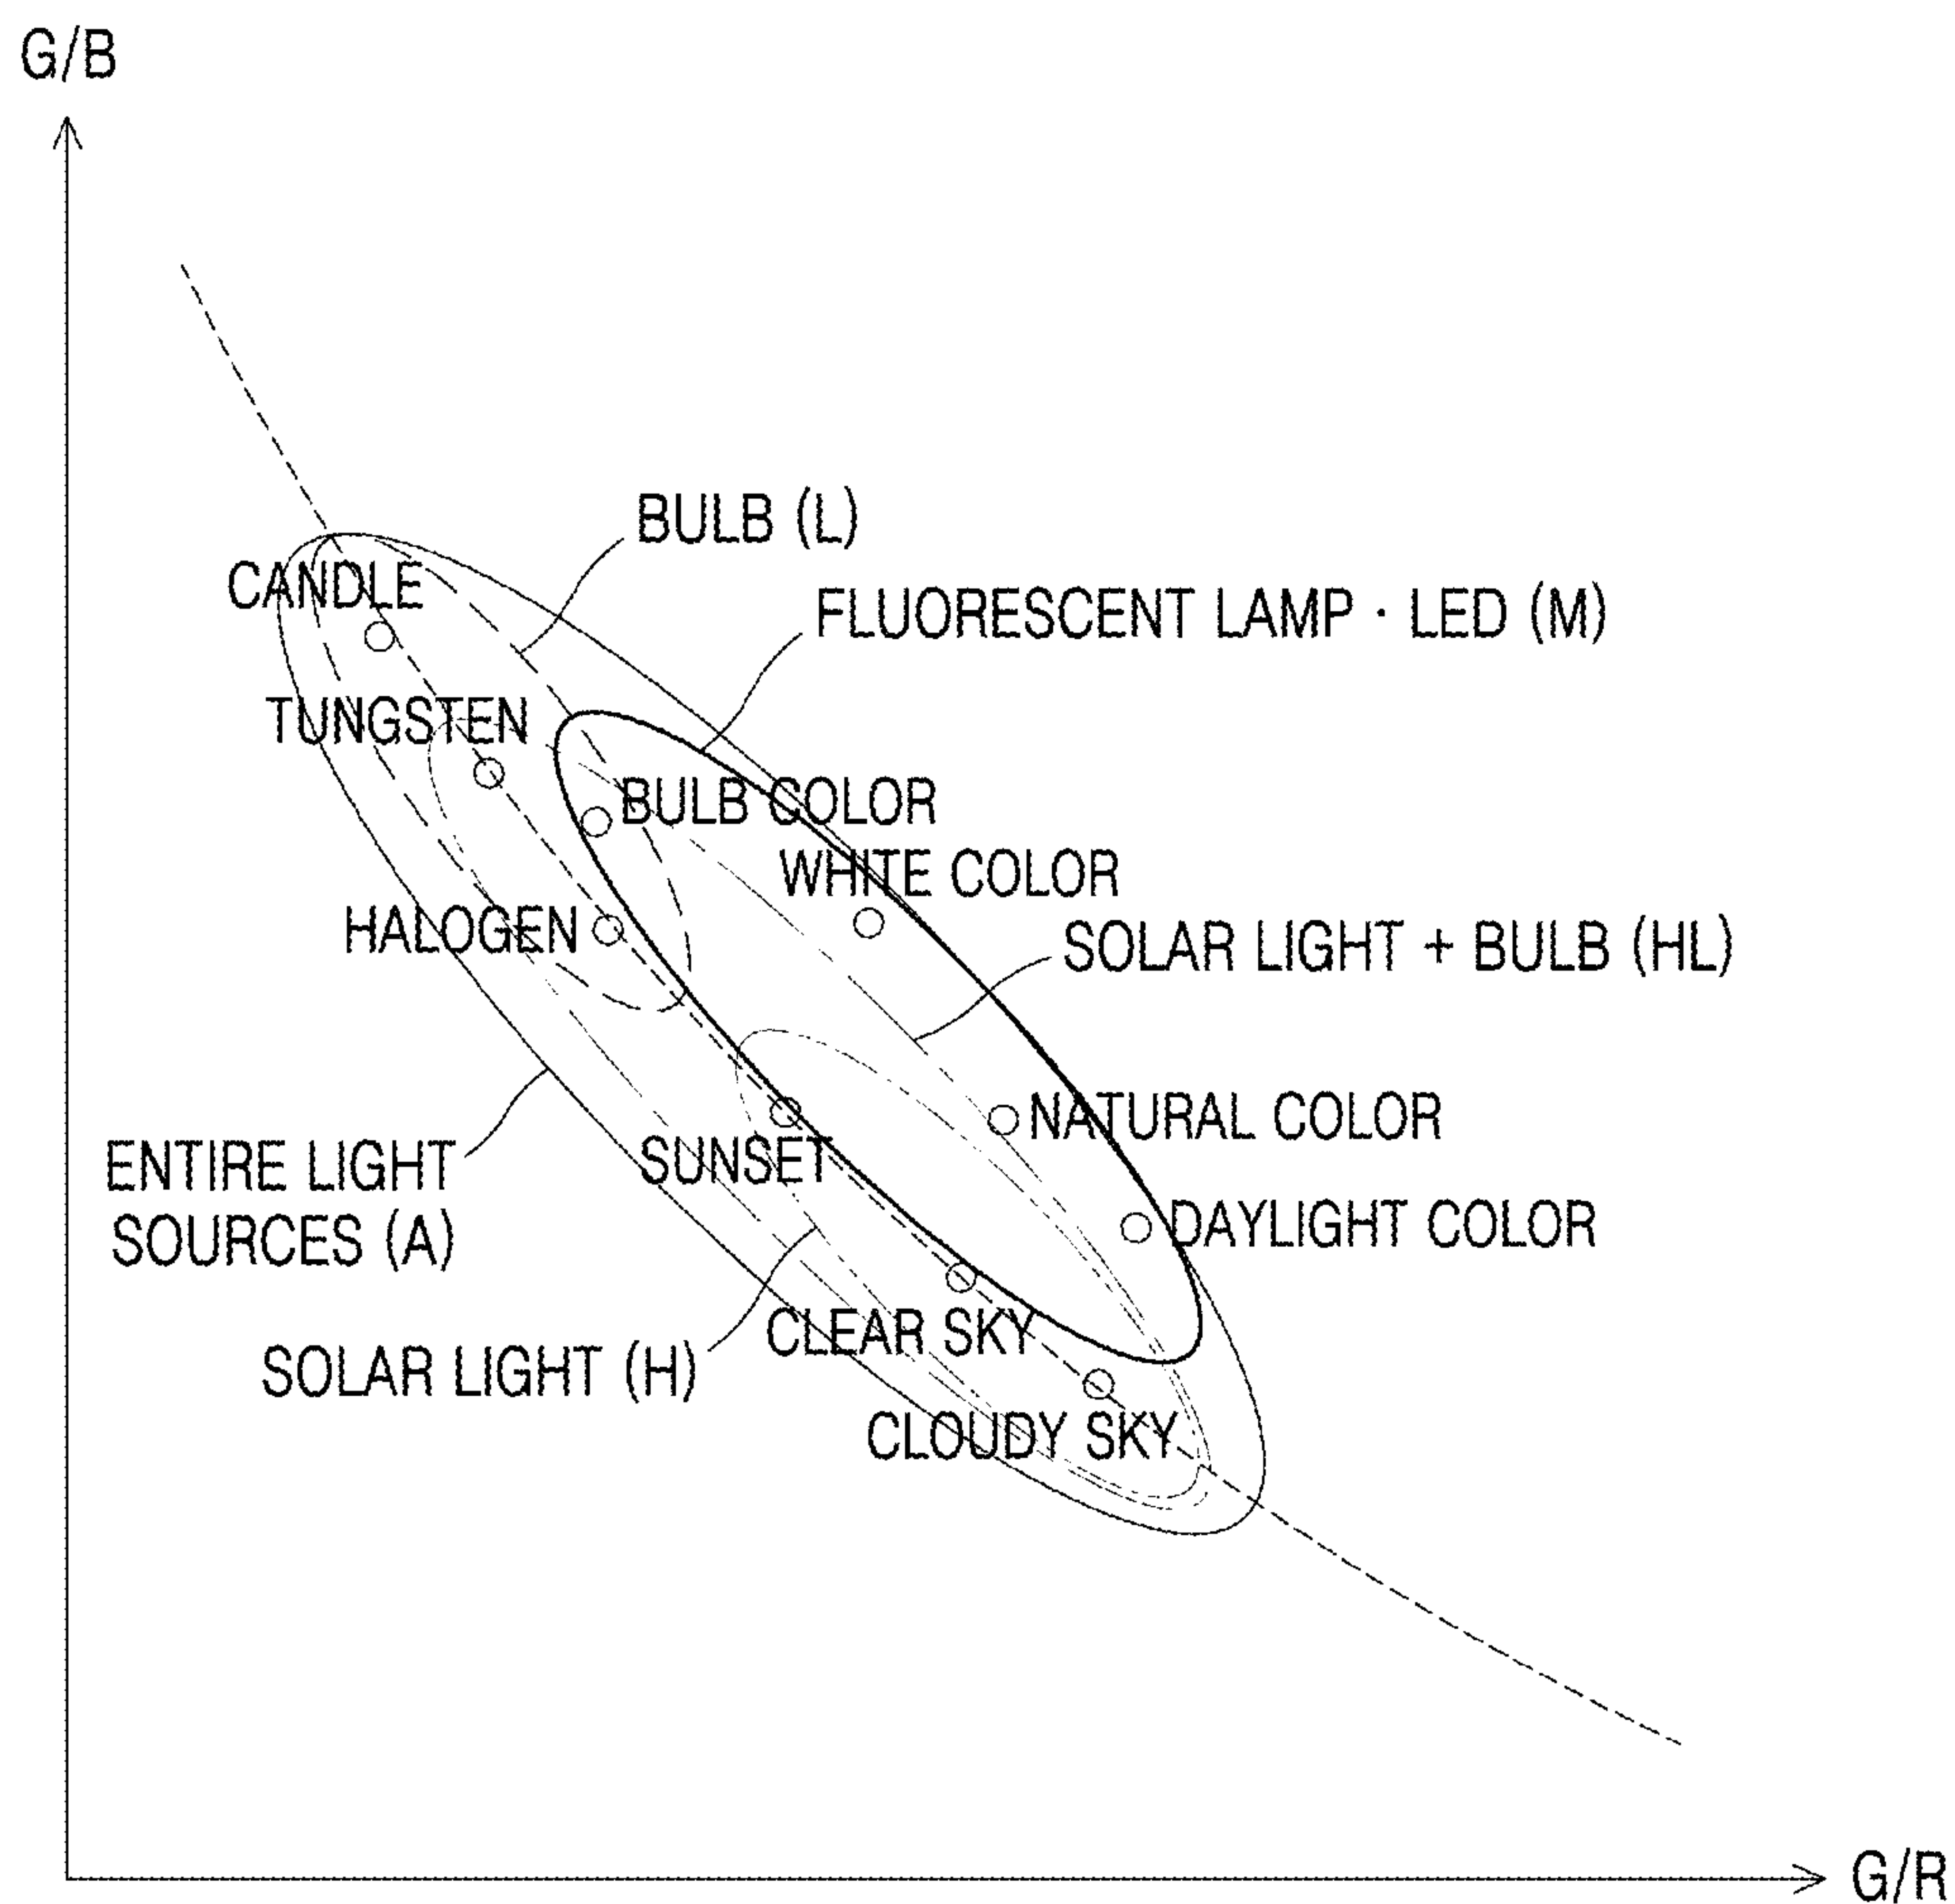 G/B
BULB (L)
CANDLE
FLUORESCENT LAMP · LED (M)
TUNGSTEN
BULB COLOR
WHITE COLOR
HALOGEN
SOLAR LIGHT + BULB (HL)
NATURAL COLOR
ENTIRE LIGHT
SOURCES (A)
SUNSET
DAYLIGHT COLOR
CLEAR SKY
SOLAR LIGHT (H)
CLOUDY SKY
G/R